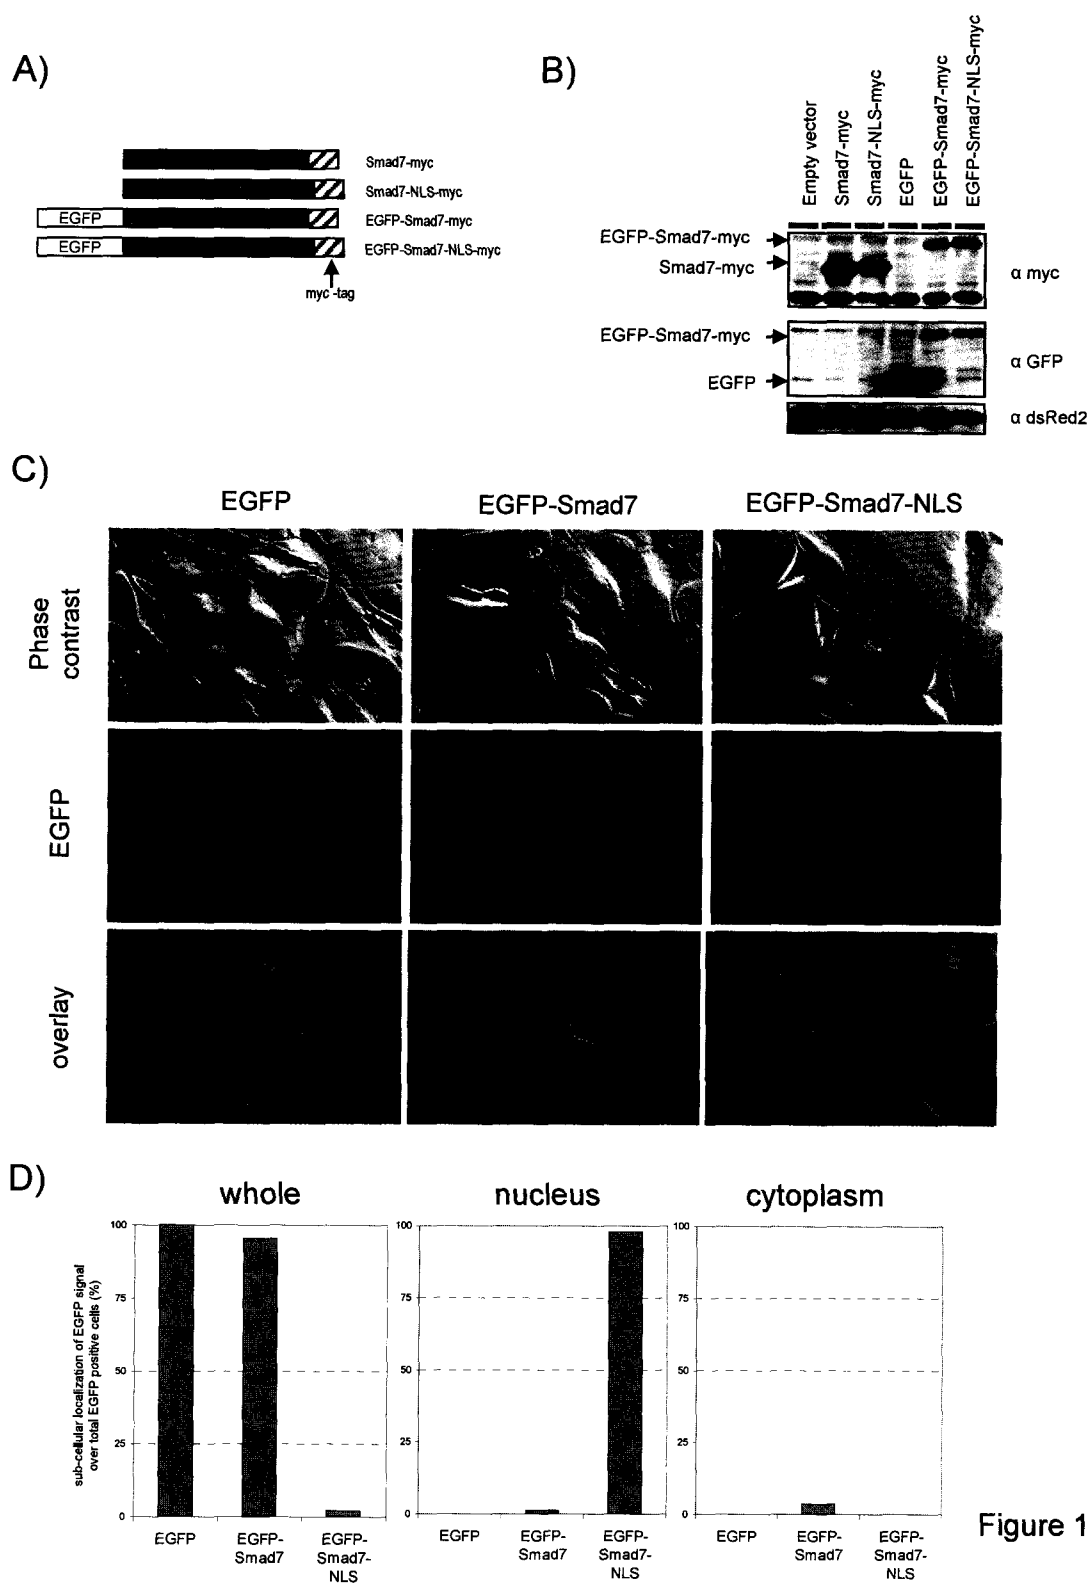 A)
Smad7-myc
Smad7-NLS-myc
EGFP
EGFP-Smad7-myc
EGFP
EGFP-Smad7-NLS-myc
myc -tag
B)
Empty vector
Smad7-myc
Smad7-NLS-myc
EGFP
EGFP-Smad7-myc
EGFP-Smad7-NLS-myc
EGFP-Smad7-myc
Smad7-myc
α myc
EGFP-Smad7-myc
EGFP
α GFP
α dsRed2
C)
EGFP
EGFP-Smad7
EGFP-Smad7-NLS
Phase
contrast
EGFP
overlay
D)
whole
nucleus
cytoplasm
sub-cellular localization of EGFP signal
over total EGFP positive cells (%)
100
75
50
25
0
EGFP
EGFP-
Smad7
EGFP-
Smad7-
NLS
100
75
50
25
0
EGFP
EGFP-
Smad7
EGFP-
Smad7-
NLS
100
75
50
25
0
EGFP
EGFP-
Smad7
EGFP-
Smad7-
NLS
Figure 1